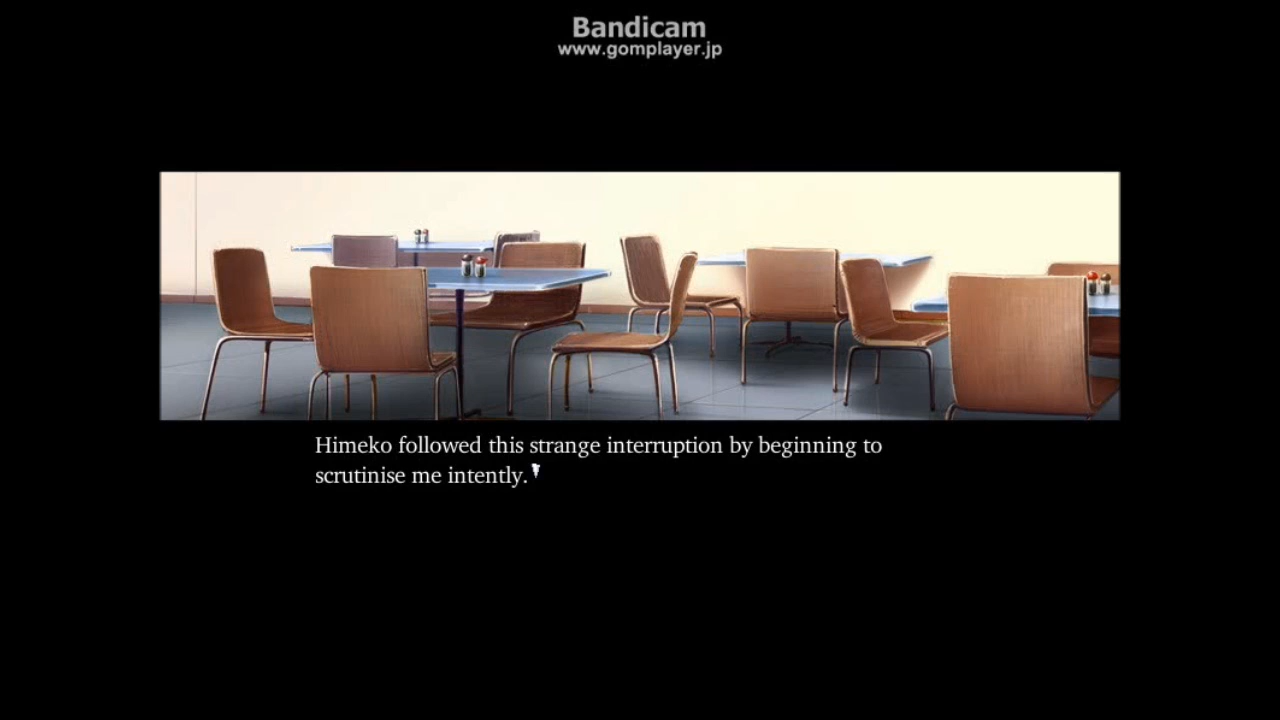 Bandicam
www.gomplayer.jp
Himeko followed this strange interruption by beginning to
scrutinise me intently.